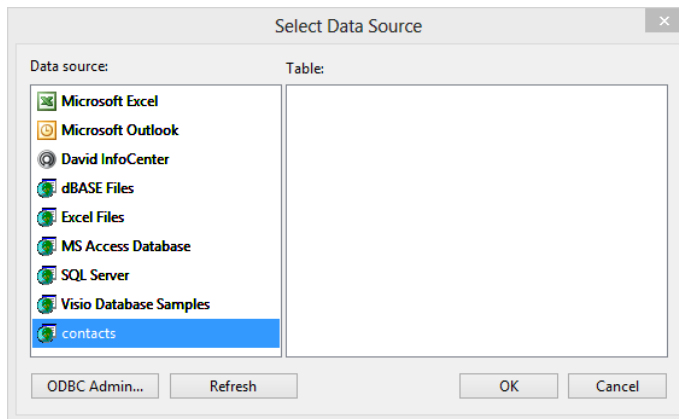 Select Data Source
Data source:
Table:
Microsoft Excel
Microsoft Outlook
David InfoCenter
dBASE Files
Excel Files
MS Access Database
SQL Server
Visio Database Samples
contacts
ODBC Admin...
Refresh
OK
Cancel